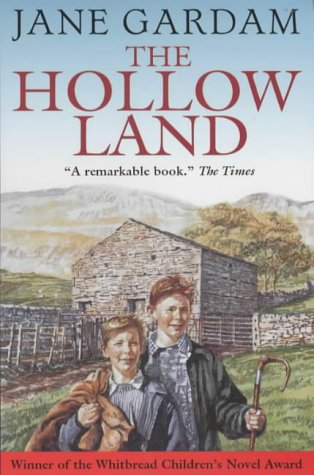 JANE GARDAM
THE
HOLLOW
LAND
“A remarkable book.” The Times
Winner of the Whitbread Children’s Novel Award